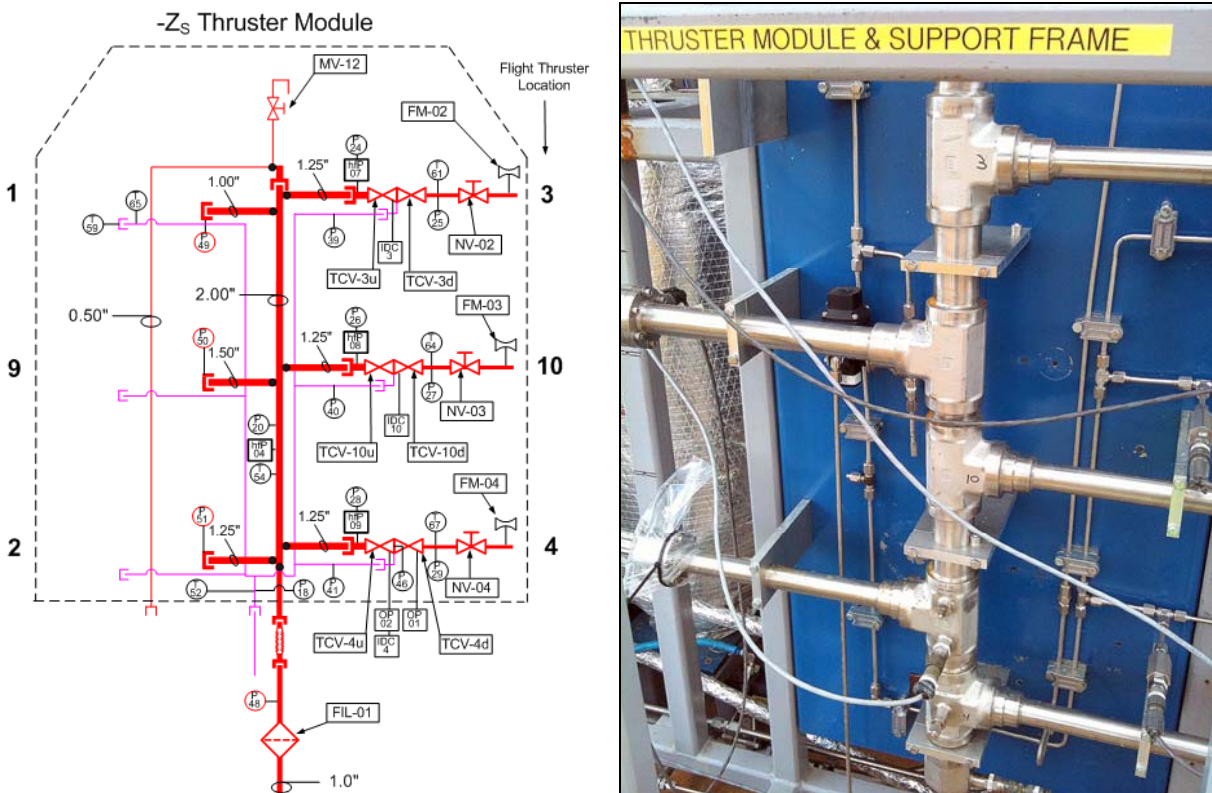 -ZS Thruster Module
MV-12
Flight Thruster
Location
FM-02
P
24
hfP
07
1.25"
T
61
1
T
65
1.00"
3
T
59
P
49
P
39
IDC
3
P
25
NV-02
TCV-3u
TCV-3d
2.00"
0.50"
FM-03
P
26
hfP
08
1.25"
P
50
T
64
9
1.50"
10
P
40
IDC
10
P
27
NV-03
P
20
hfP
04
TCV-10u
TCV-10d
T
54
FM-04
P
28
hfP
09
1.25"
P
51
1.25"
T
67
2
4
T
52
P
18
P
41
P
46
P
29
NV-04
OP
02
OP
01
TCV-4u
IDC
4
TCV-4d
P
48
FIL-01
1.0"
THRUSTER MODULE & SUPPORT FRAME
3
10